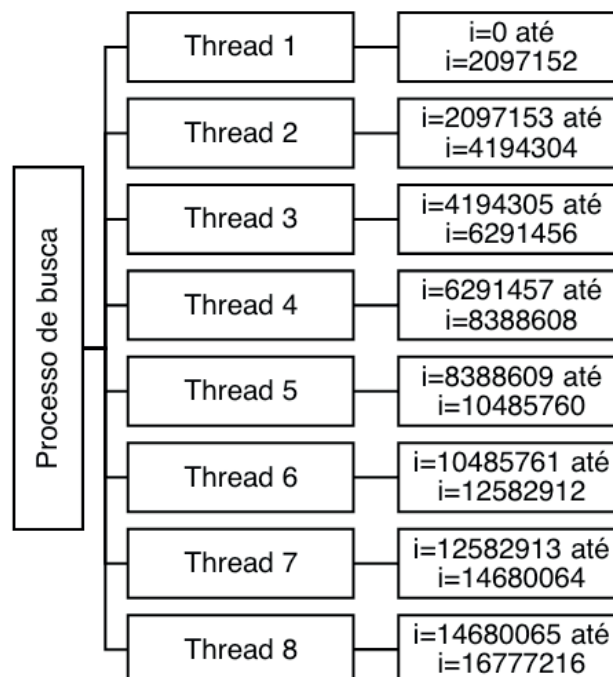 Processo de busca
Thread 1
i=0 até
i=2097152
Thread 2
i=2097153 até
i=4194304
Thread 3
i=4194305 até
i=6291456
Thread 4
i=6291457 até
i=8388608
Thread 5
i=8388609 até
i=10485760
Thread 6
i=10485761 até
i=12582912
Thread 7
i=12582913 até
i=14680064
Thread 8
i=14680065 até
i=16777216